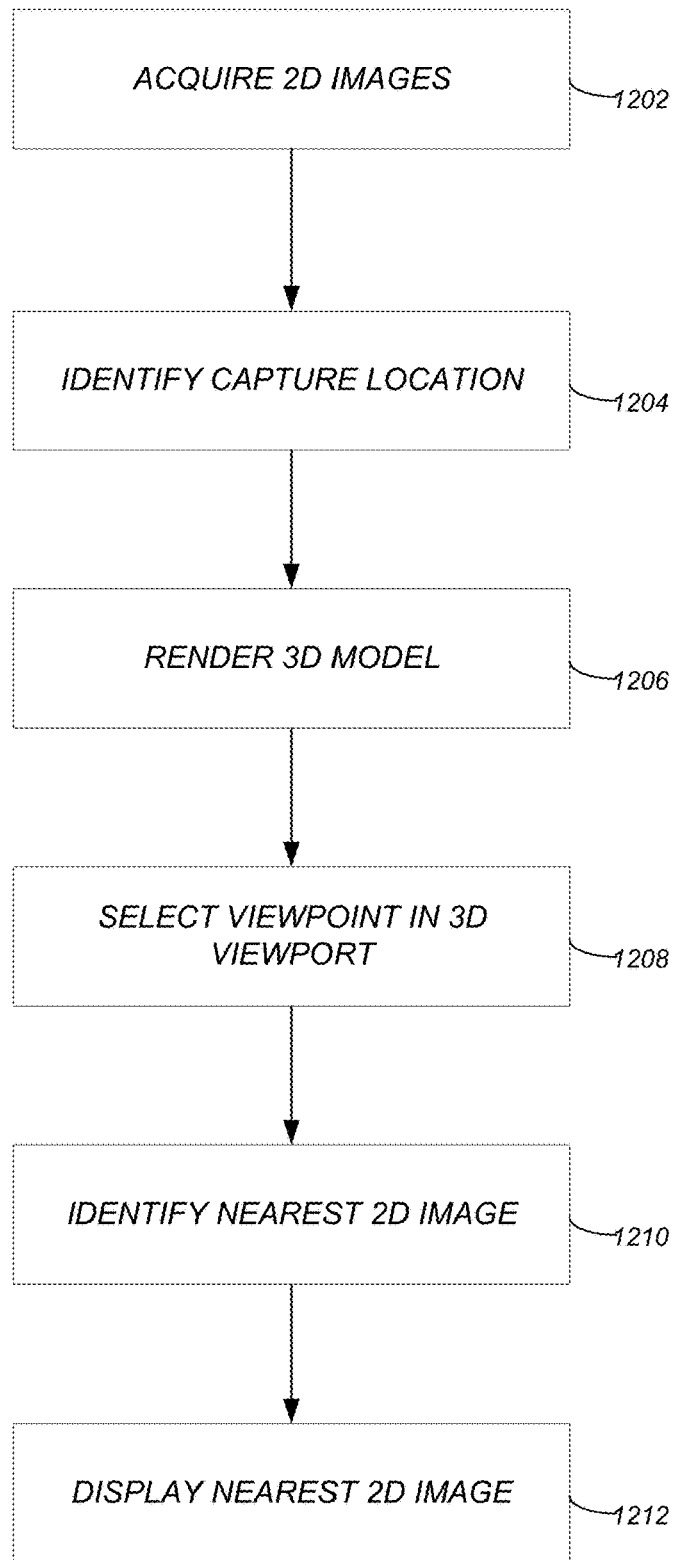 ACQUIRE 2D IMAGES
1202
IDENTIFY CAPTURE LOCATION
1204
RENDER 3D MODEL
1206
SELECT VIEWPOINT IN 3D
VIEWPORT
1208
IDENTIFY NEAREST 2D IMAGE
1210
DISPLAY NEAREST 2D IMAGE
1212